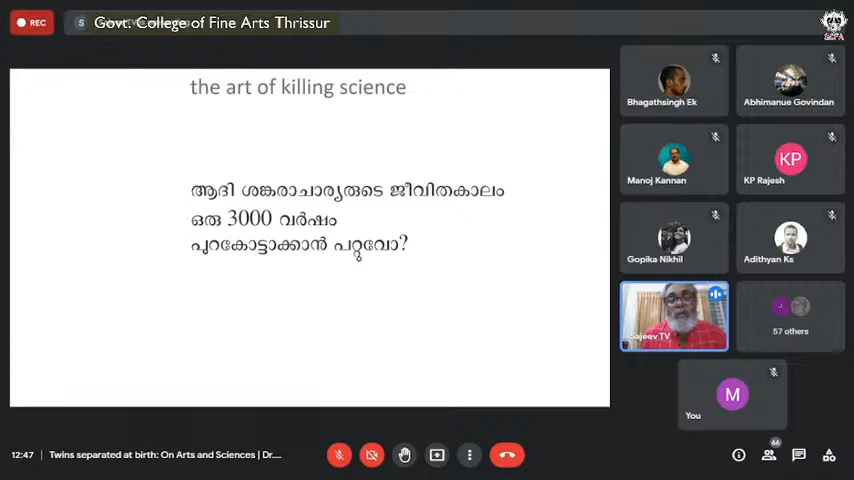 REC
S
Govt. College of Fine Arts Thrissur
SCFA
the art of killing science
ആദി ശങ്കരാചാര്യരുടെ ജീവിതകാലം
ഒരു 3000 വർഷം
പുറകോട്ടാക്കാൻ പറ്റുവോ?
Bhagathsingh Ek
Abhimanue Govindan
Manoj Kannan
KP
KP Rajesh
Gopika Nikhil
Adithyan Ks
Sajeev TV
J
57 others
M
You
12:47
Twins separated at birth: On Arts and Sciences | Dr....
66